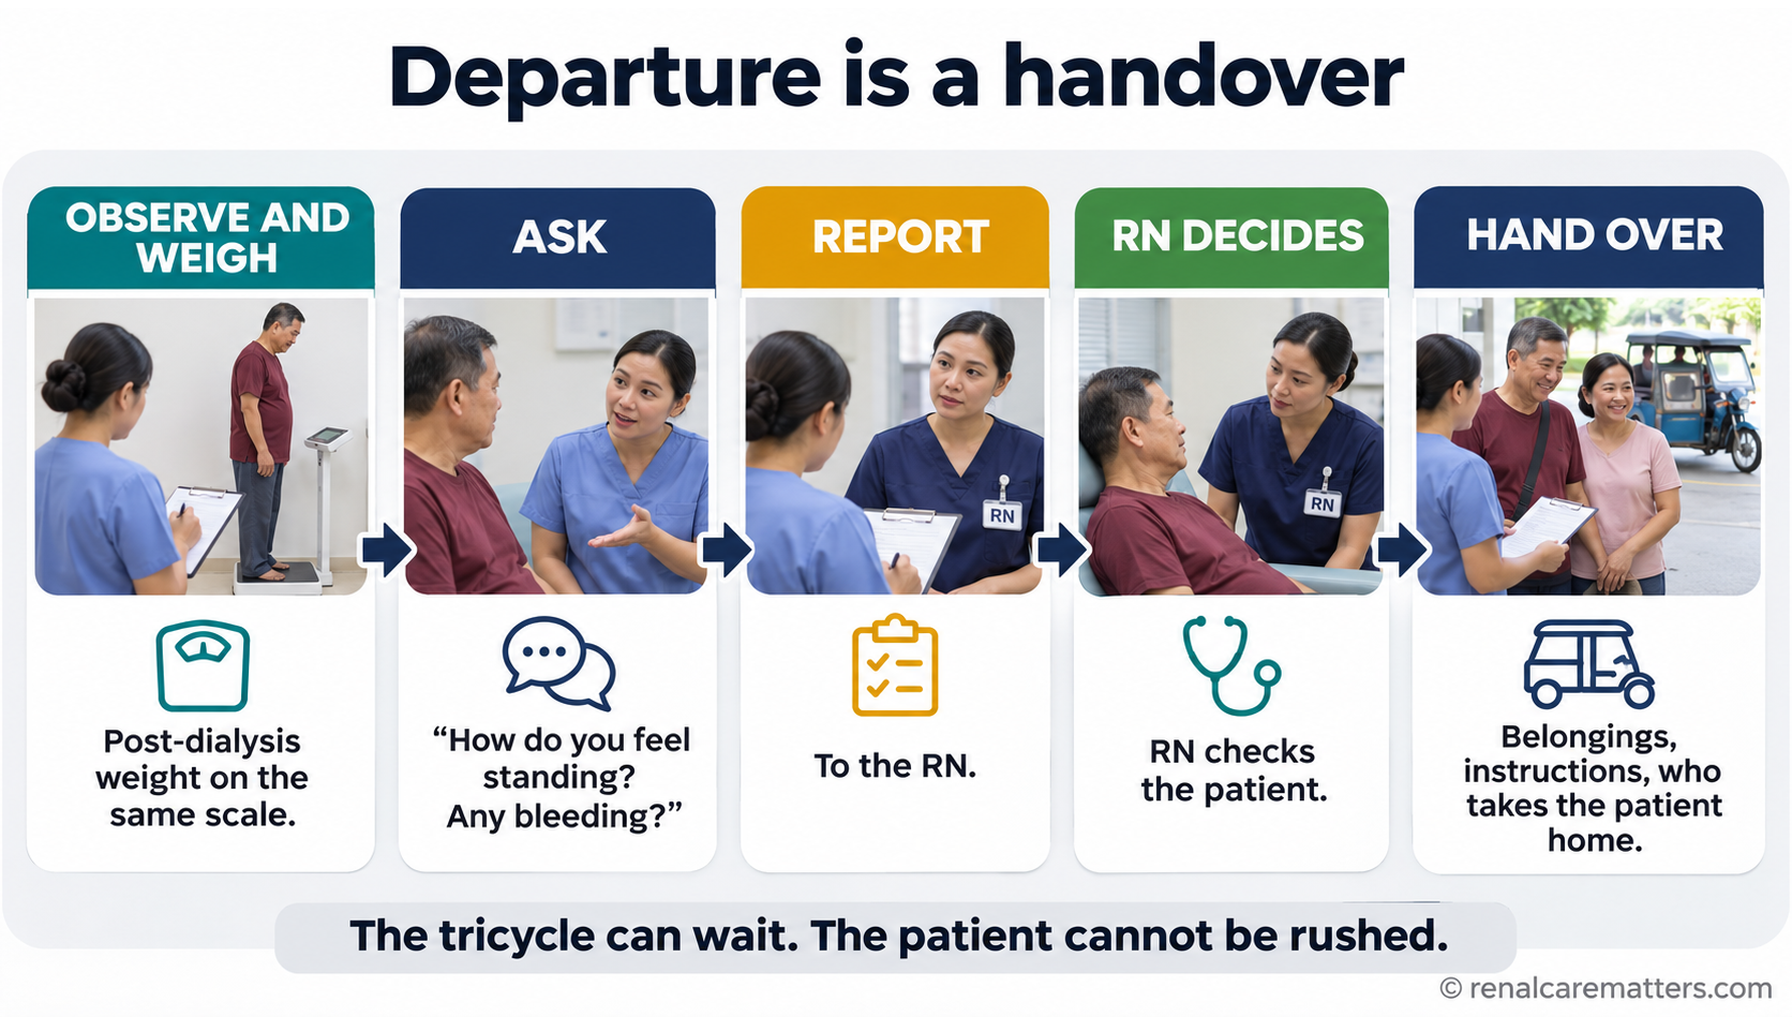 Departure is a handover
OBSERVE AND
WEIGH
Post-dialysis
weight on the
same scale.
ASK
“How do you feel
standing?
Any bleeding?”
REPORT
RN
To the RN.
RN DECIDES
RN
RN checks
the patient.
HAND OVER
Belongings,
instructions, who
takes the patient
home.
The tricycle can wait. The patient cannot be rushed.
© renalcarematters.com